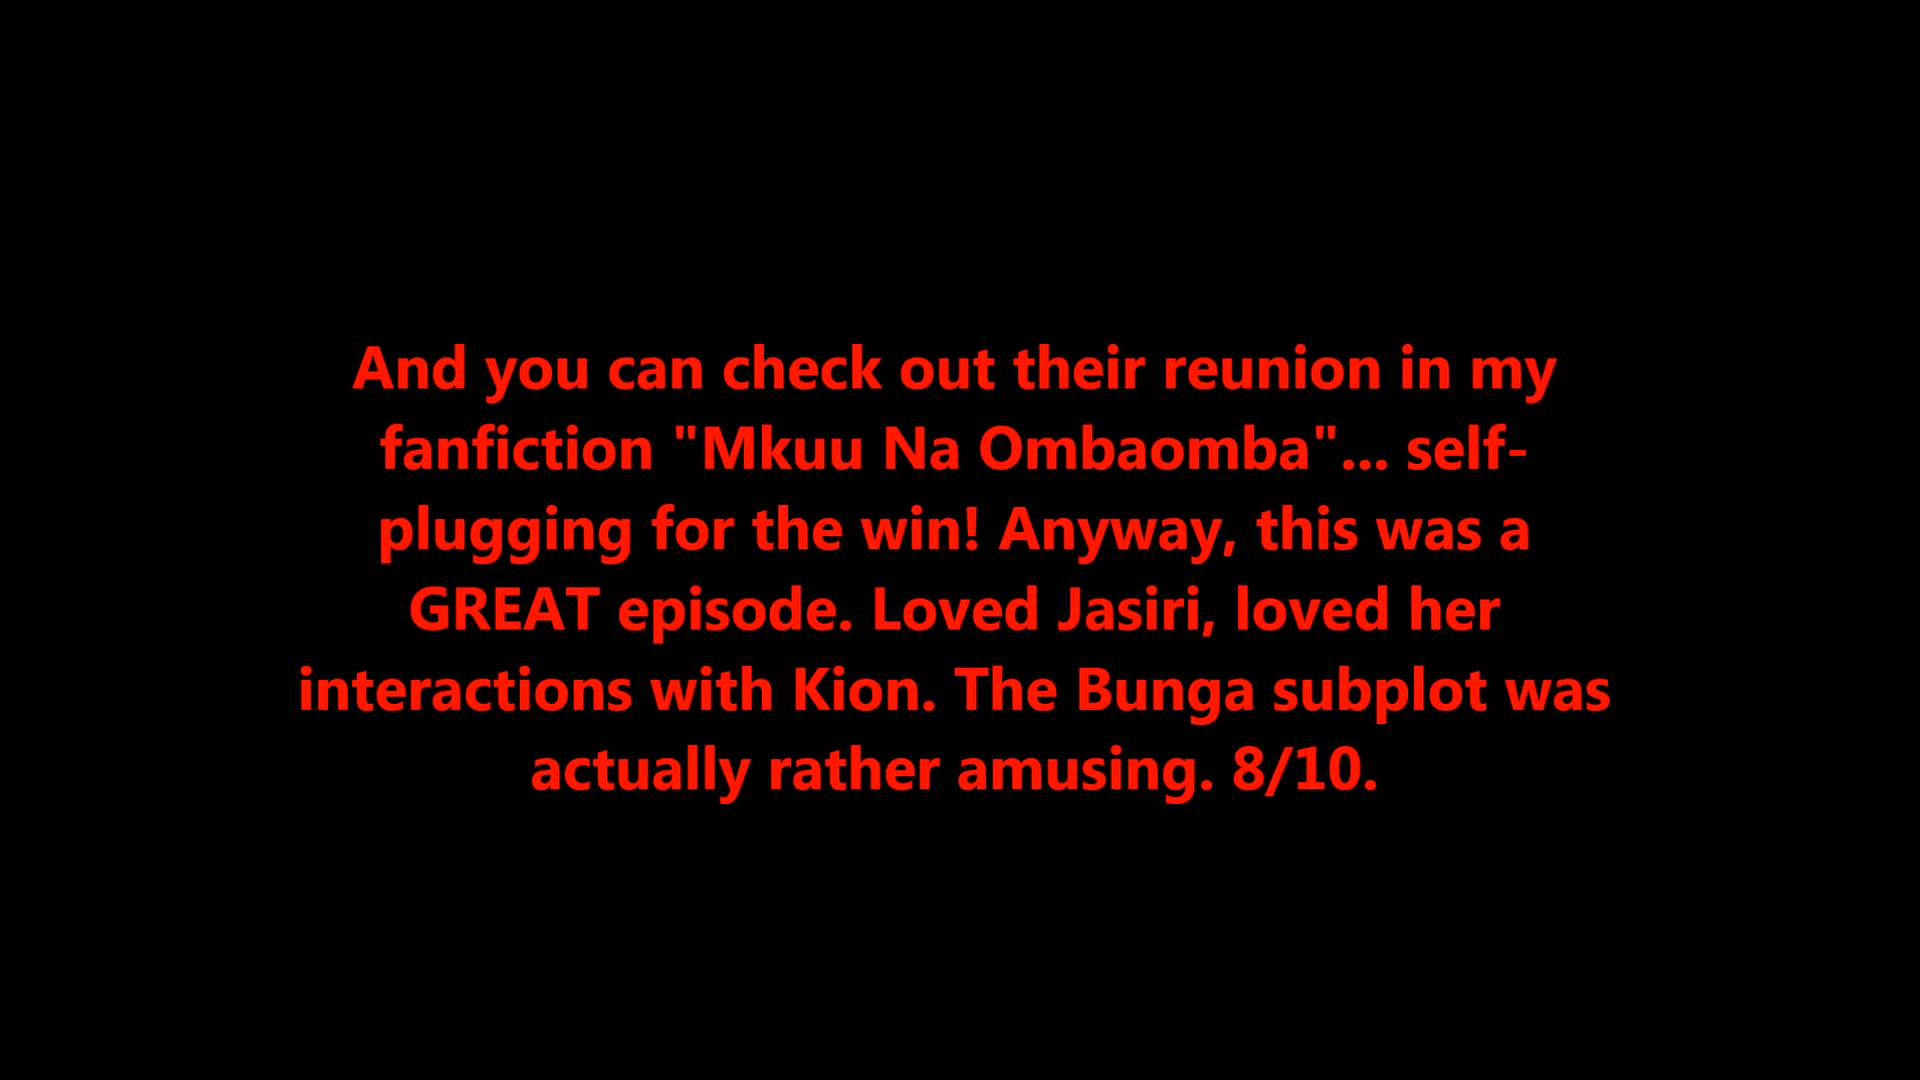 And you can check out their reunion in my
fanfiction "Mkuu Na Ombaomba"... self-
plugging for the win! Anyway, this was a
GREAT episode. Loved Jasiri, loved her
interactions with Kion. The Bunga subplot was
actually rather amusing. 8/10.